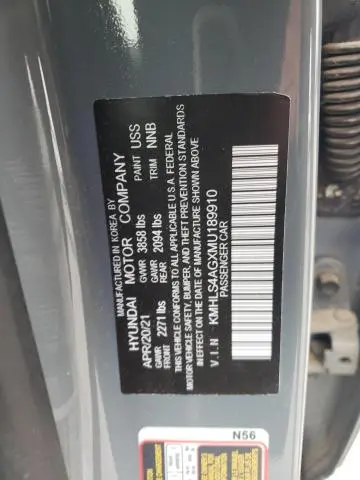 MANUFACTURED IN KOREA BY
HYUNDAI MOTOR COMPANY
APR/20/21 GVWR 3858 lbs PAINT USS
GAWR FRONT 2271 lbs GAWR REAR 2094 lbs TRIM NNB
THIS VEHICLE CONFORMS TO ALL APPLICABLE U.S.A. FEDERAL
MOTOR VEHICLE SAFETY, BUMPER, AND THEFT PREVENTION STANDARDS
IN EFFECT ON THE DATE OF MANUFACTURE SHOWN ABOVE
V.I.N KMHLS4AGXMU189910
PASSENGER CAR
N56